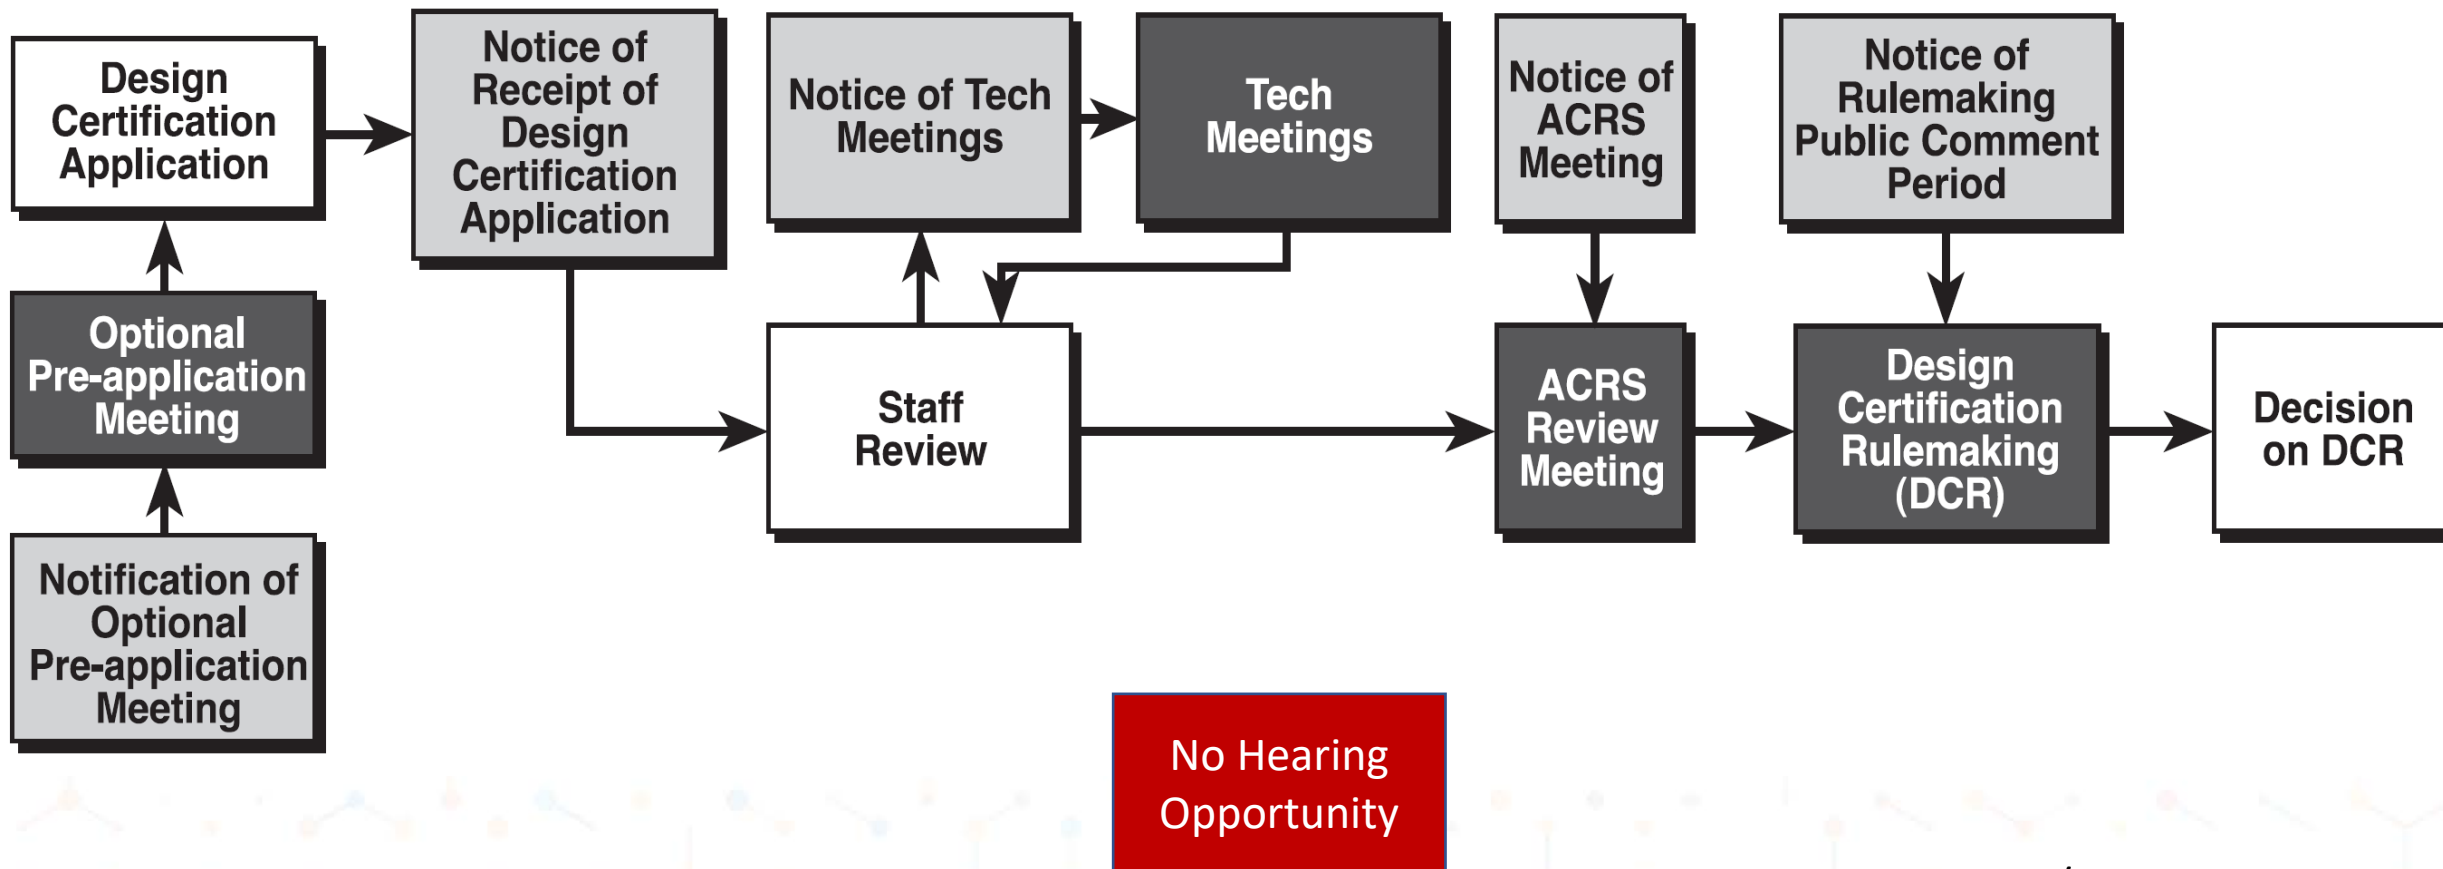 Design
Certification
Application
Notice of
Receipt of
Design
Certification
Application
Notice of Tech
Meetings
Tech
Meetings
Notice of
ACRS
Meeting
Notice of
Rulemaking
Public Comment
Period
Optional
Pre-application
Meeting
Staff
Review
ACRS
Review
Meeting
Design
Certification
Rulemaking
(DCR)
Decision
on DCR
Notification of
Optional
Pre-application
Meeting
No Hearing
Opportunity